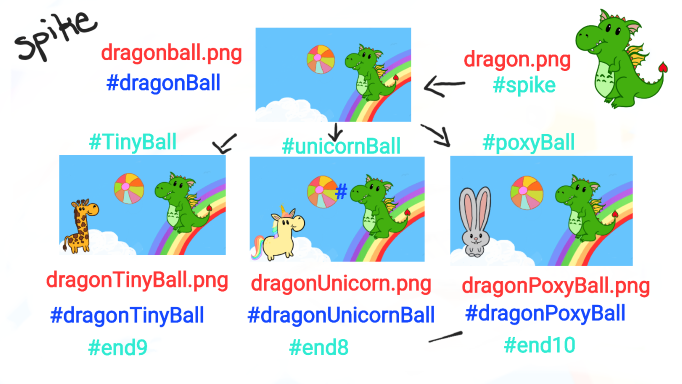 spike
dragonball.png
#dragonBall
dragon.png
#spike
#TinyBall
#unicornBall
#poxyBall
#
dragonTinyBall.png
dragonUnicorn.png
dragonPoxyBall.png
#dragonTinyBall
#dragonUnicornBall
#dragonPoxyBall
#end9
#end8
#end10